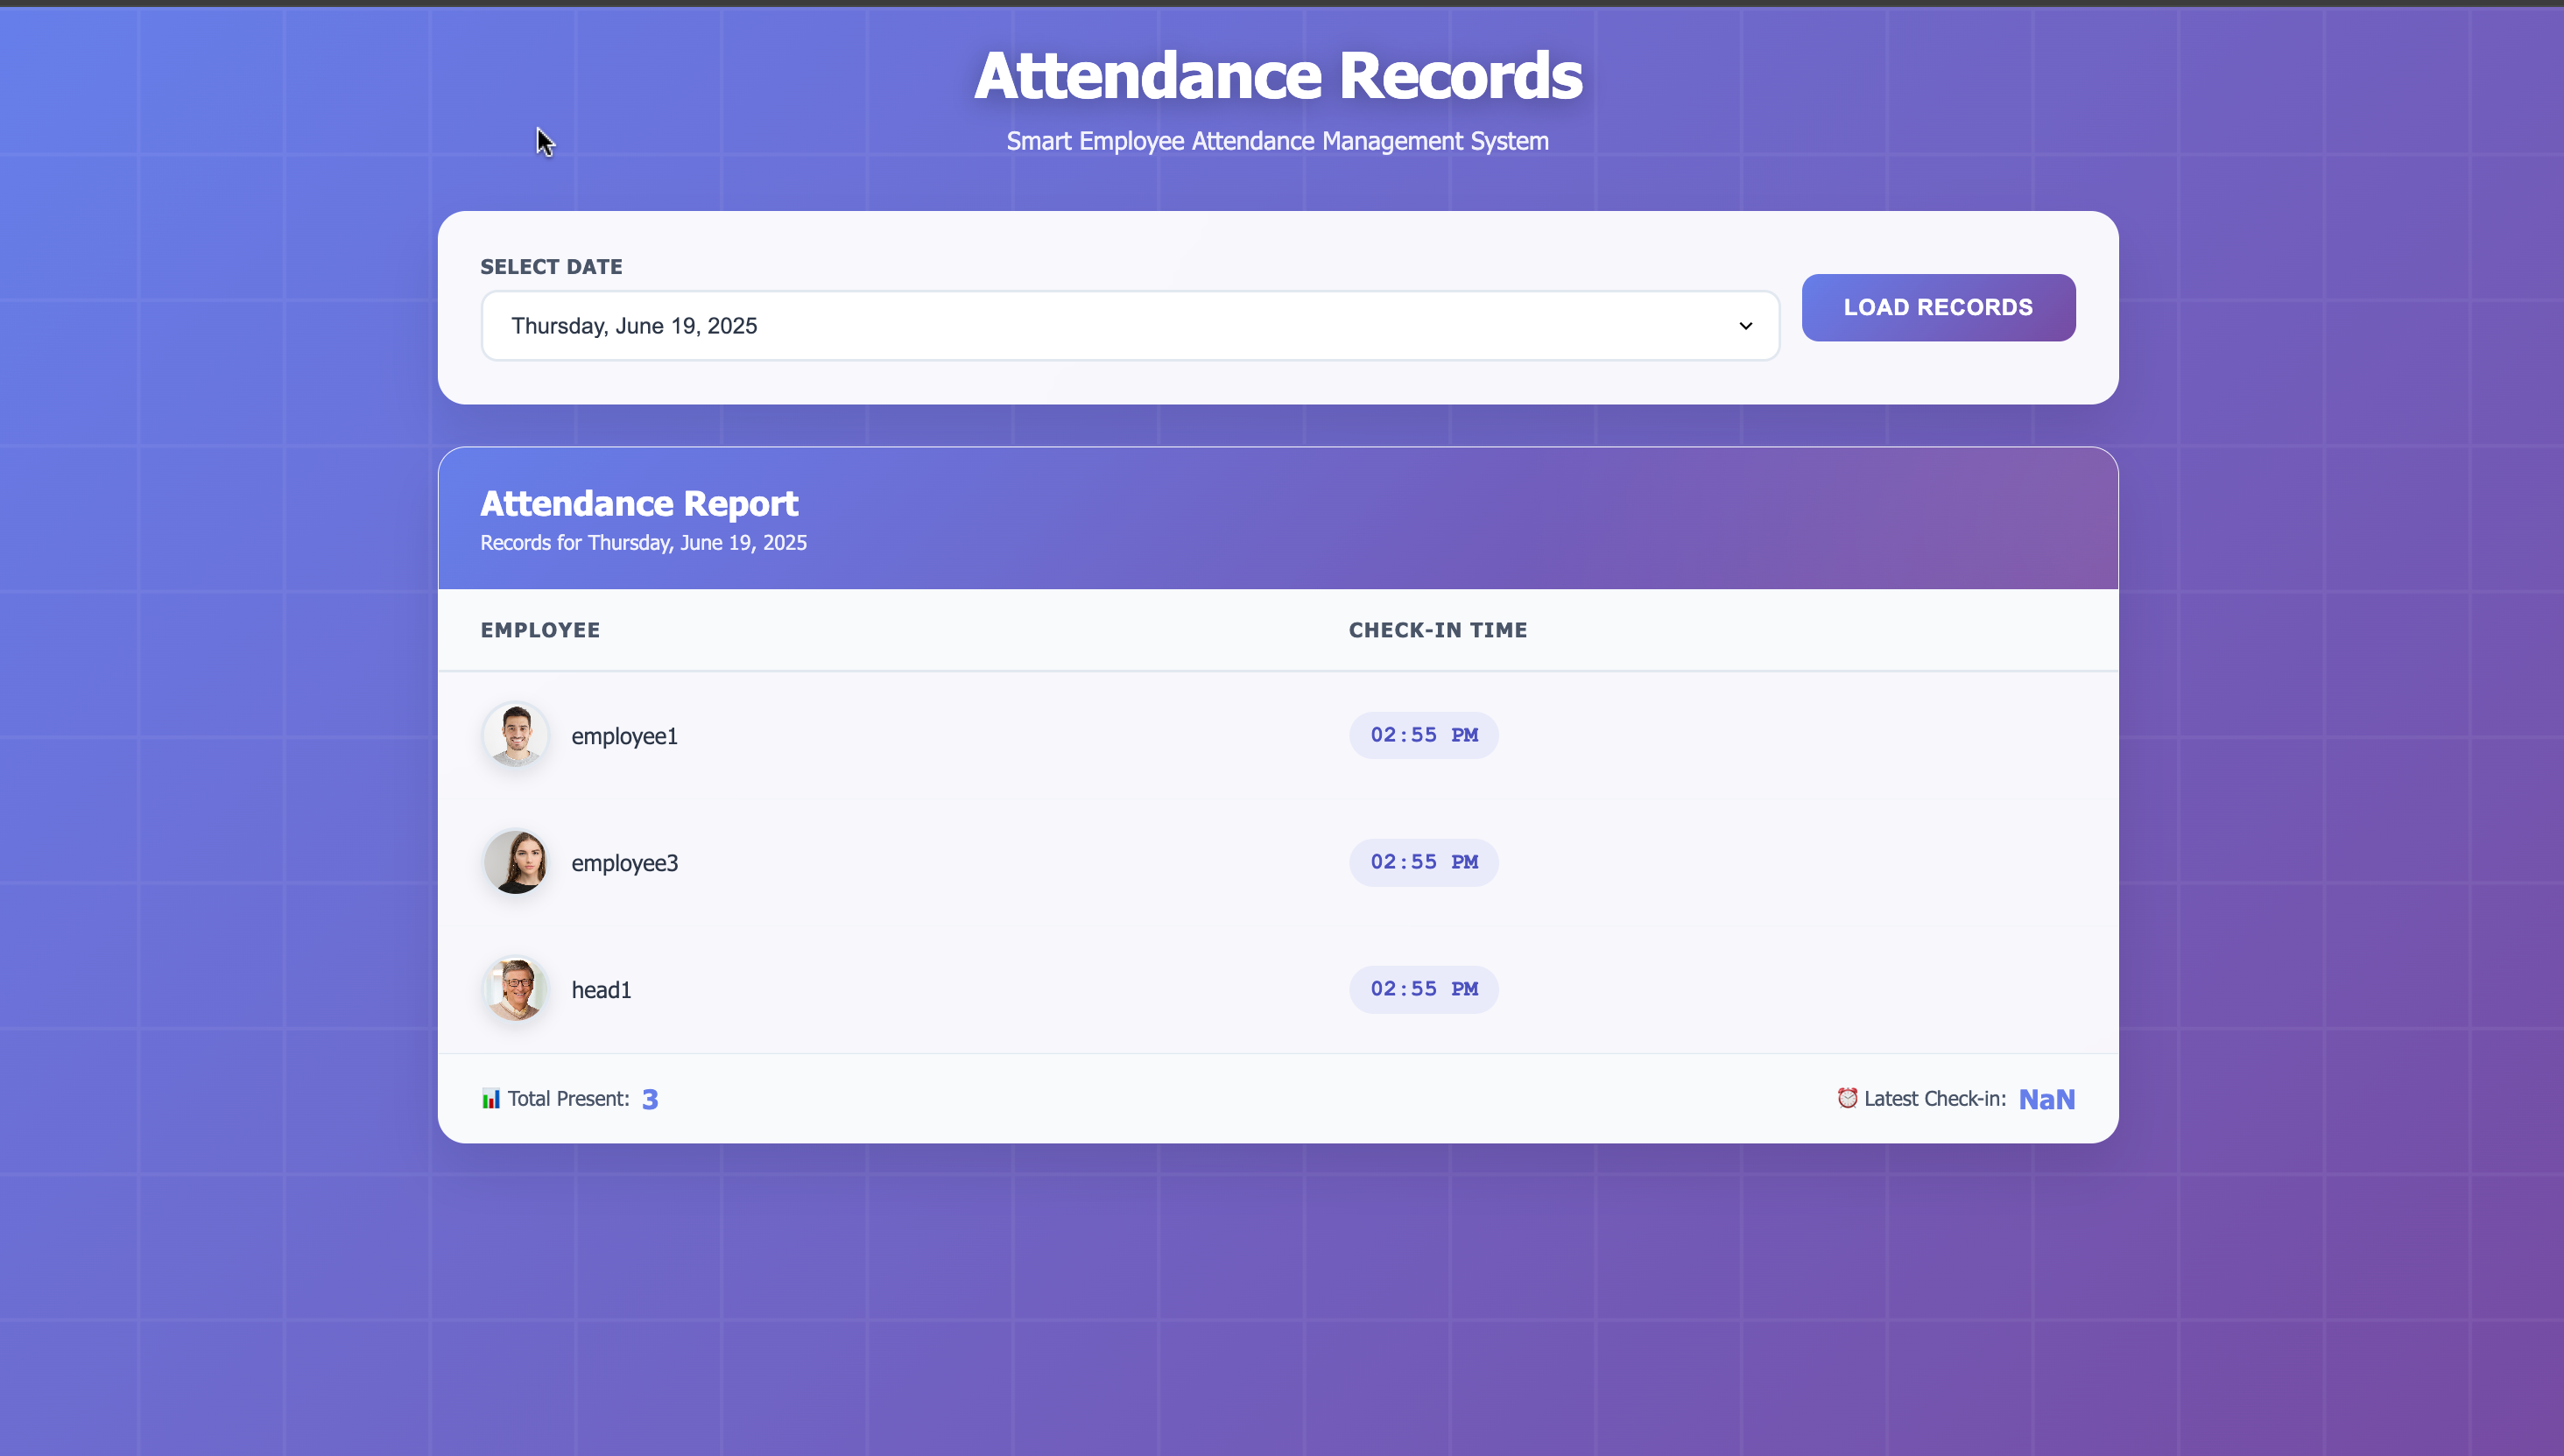 Attendance Records
Smart Employee Attendance Management System
SELECT DATE
Thursday, June 19, 2025
LOAD RECORDS
Attendance Report
Records for Thursday, June 19, 2025
EMPLOYEE CHECK-IN TIME
employee1 02:55 PM
employee3 02:55 PM
head1 02:55 PM
Total Present: 3 Latest Check-in: NaN